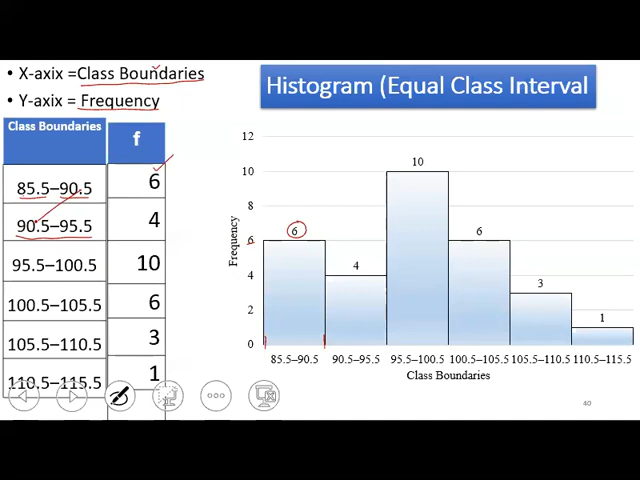 • X-axix =Class Boundaries
• Y-axix = Frequency
Histogram (Equal Class Interval
Class Boundaries f
85.5–90.5 6
90.5–95.5 4
95.5–100.5 10
100.5–105.5 6
105.5–110.5 3
110.5–115.5 1
Frequency
12
10
8
6
4
2
0
6
4
10
6
3
1
85.5–90.5 90.5–95.5 95.5–100.5 100.5–105.5 105.5–110.5 110.5–115.5
Class Boundaries
40